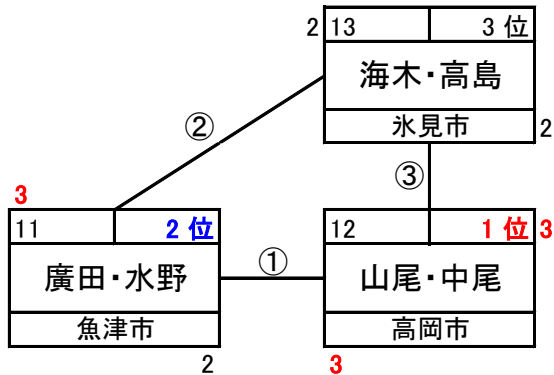 2 13 3 位
海木・高島
氷見市 2
②
③
3
11 2 位
廣田・水野
魚津市
2
①
12 1 位 3
山尾・中尾
高岡市
3